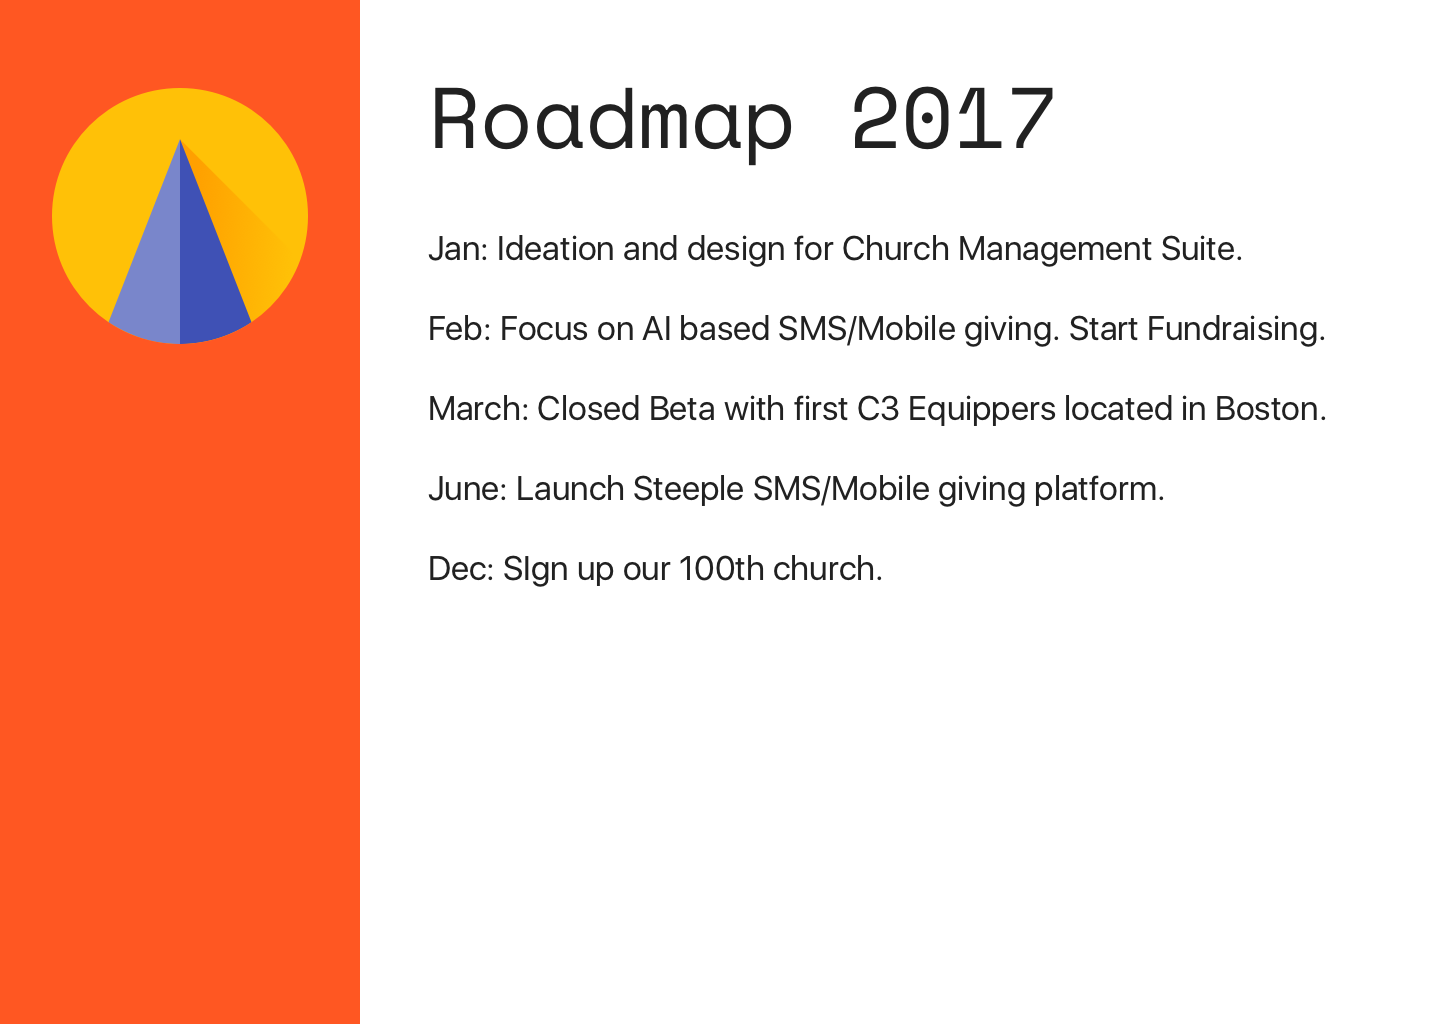 Roadmap 2017
Jan: Ideation and design for Church Management Suite.
Feb: Focus on AI based SMS/Mobile giving. Start Fundraising.
March: Closed Beta with first C3 Equippers located in Boston.
June: Launch Steeple SMS/Mobile giving platform.
Dec: SIgn up our 100th church.